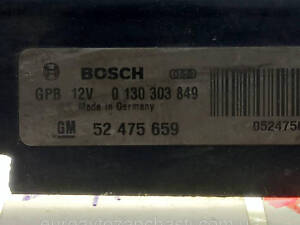 BOSCH
GPB 12V 0 130 303 849
Made in Germany
GM 52 475 659